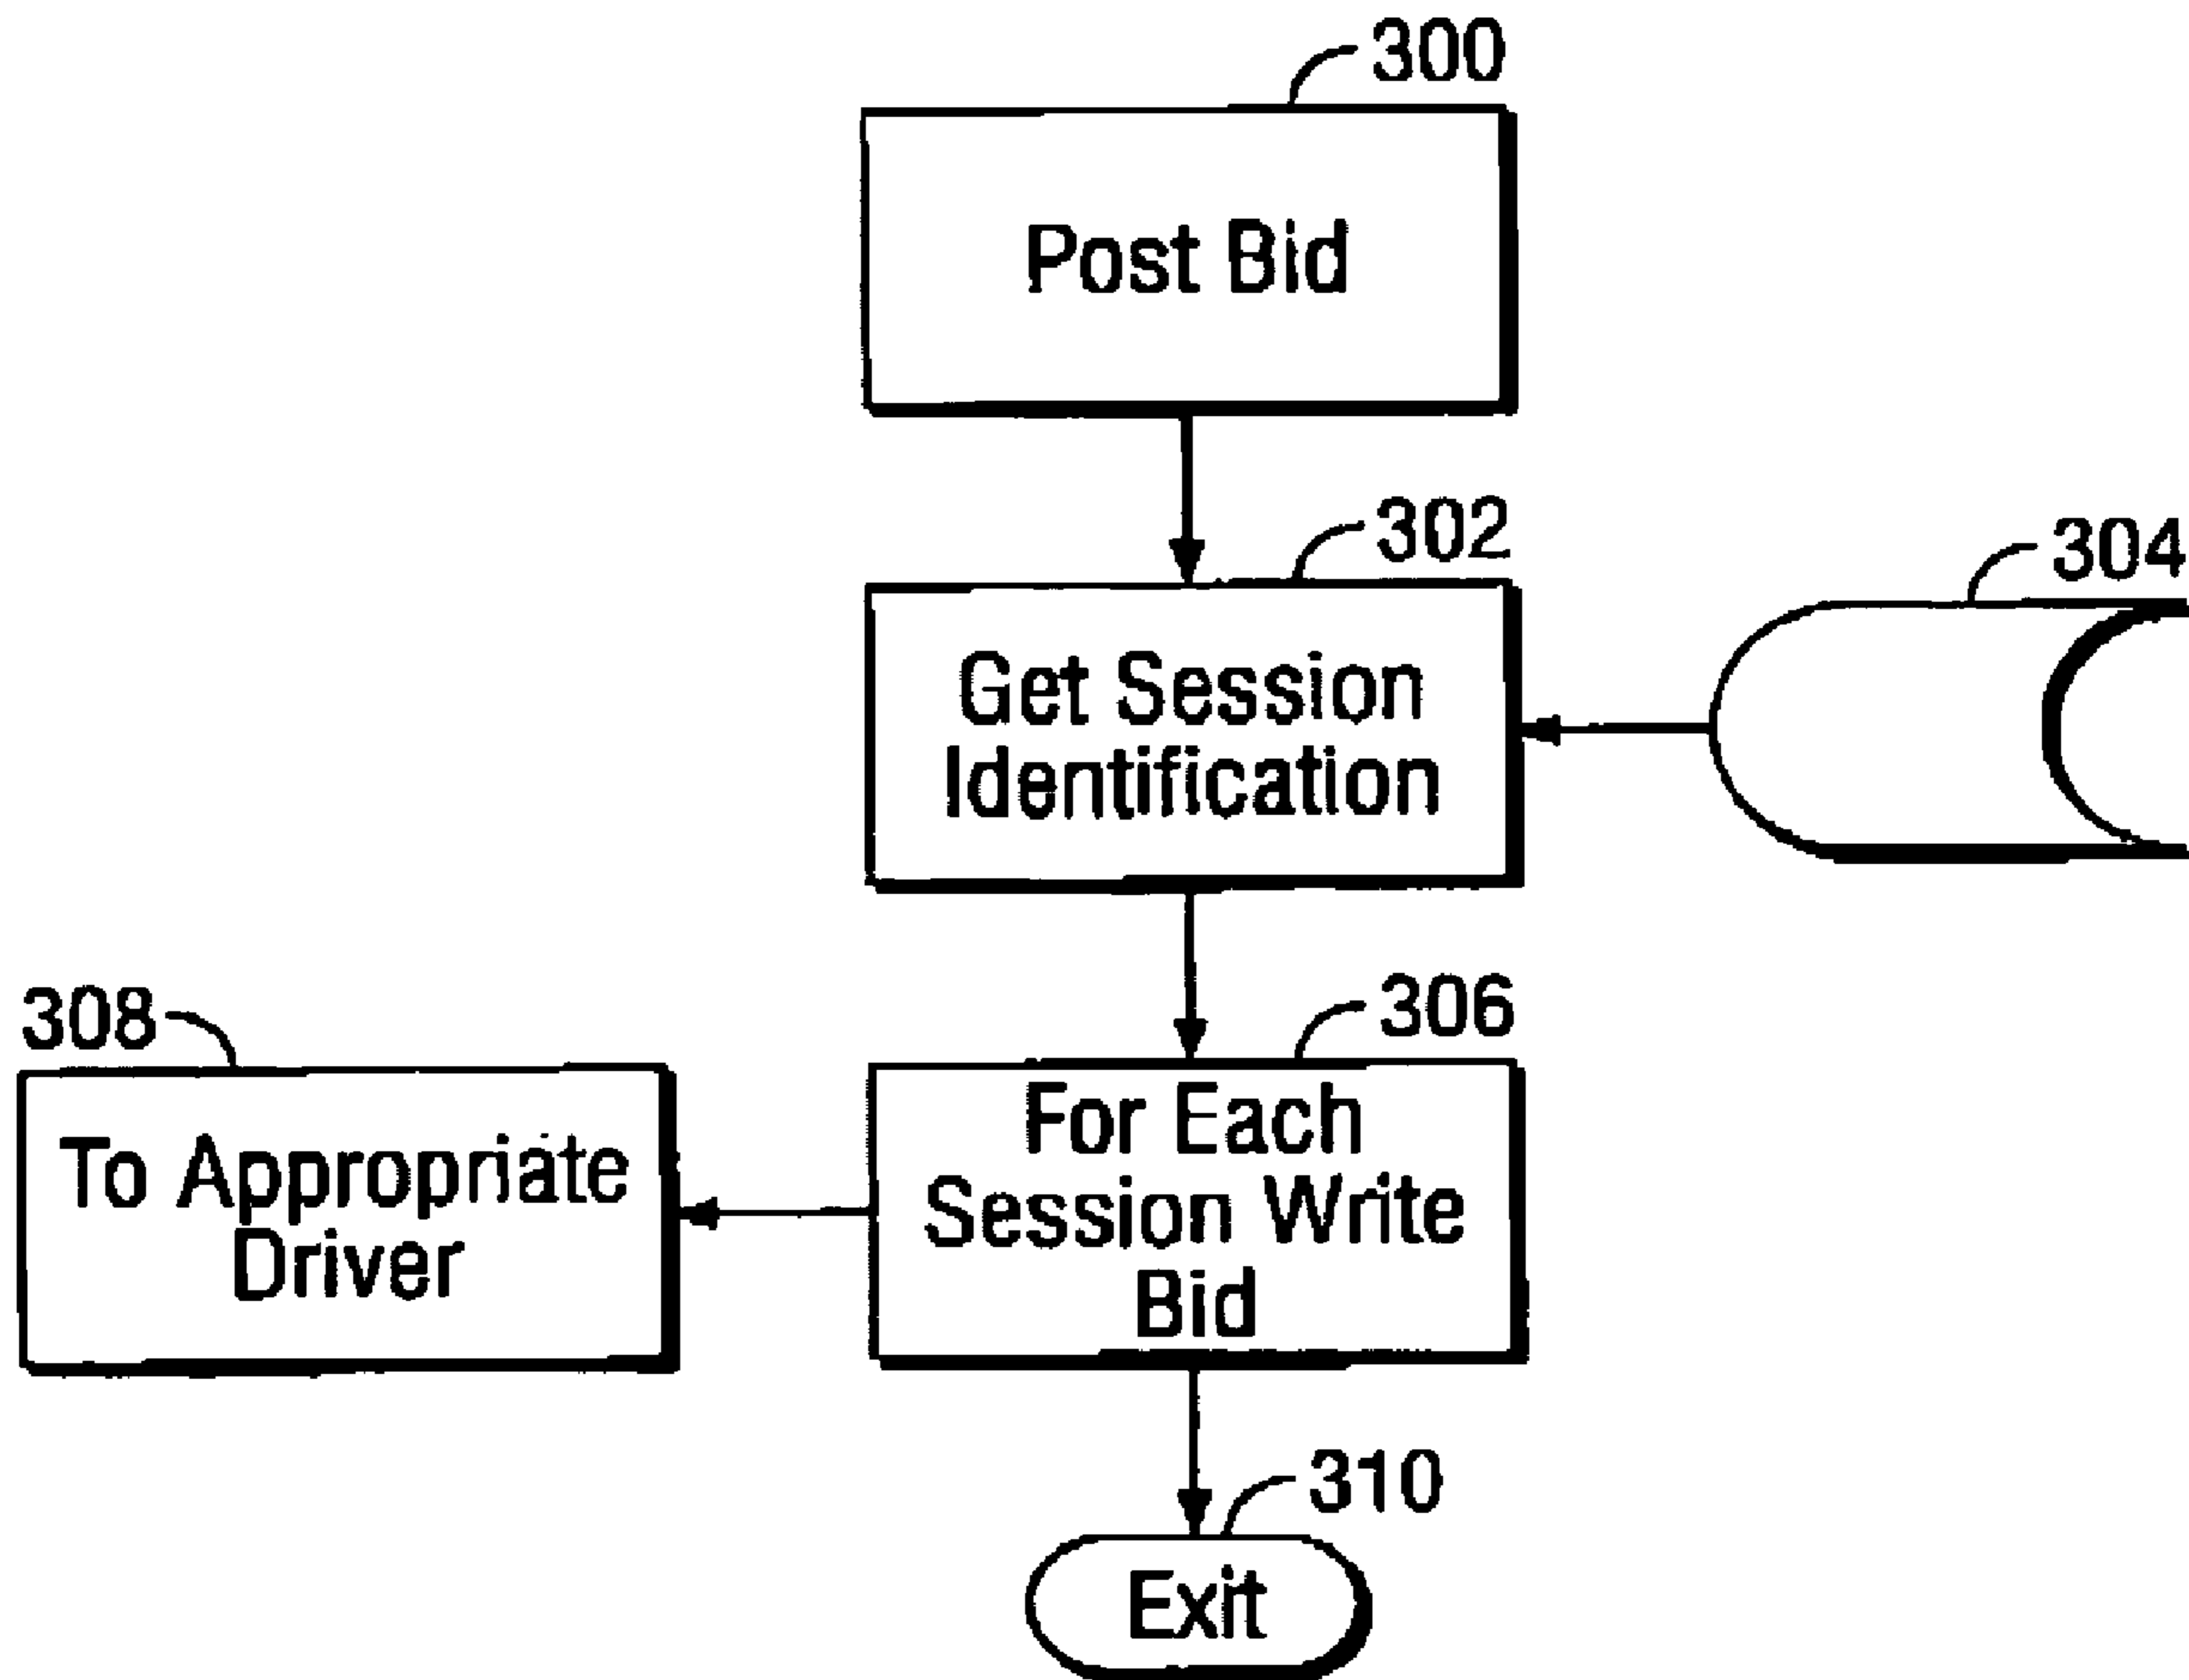 300
Post Bid
302
Get Session
Identification
304
306
For Each
Session Write
Bid
308
To Appropriate
Driver
310
Exit